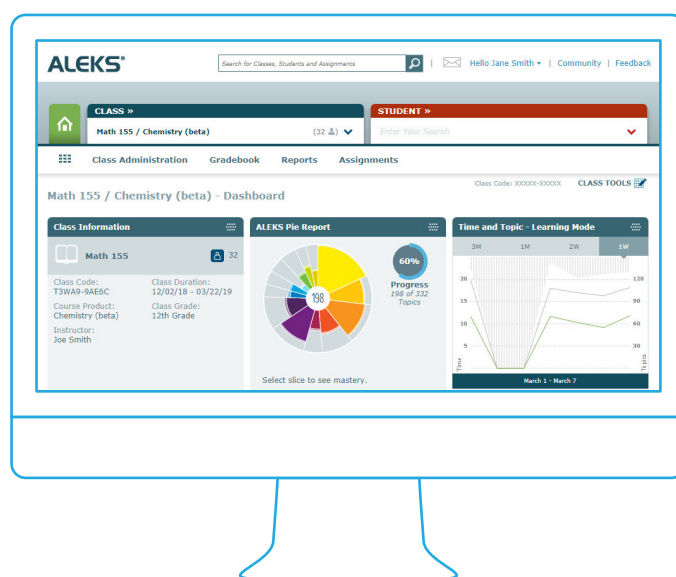 ALEKS®
Search for Classes, Students and Assignments
Hello Jane Smith | Community | Feedback
CLASS »
Math 155 / Chemistry (beta) (32 )
STUDENT »
Enter Your Search
Class Administration Gradebook Reports Assignments
Class Code: XXXXX-XXXXX CLASS TOOLS
Math 155 / Chemistry (beta) - Dashboard
Class Information
Math 155 32
Class Code:
T3WA9-9AE6C
Class Duration:
12/02/18 - 03/22/19
Course Product:
Chemistry (beta)
Class Grade:
12th Grade
Instructor:
Joe Smith
ALEKS Pie Report
198
60%
Progress
198 of 332
Topics
Select slice to see mastery.
Time and Topic - Learning Mode
3M 1M 2W 1W
20 120
15 90
10 60
5 30
Time
Topics
March 1 - March 7